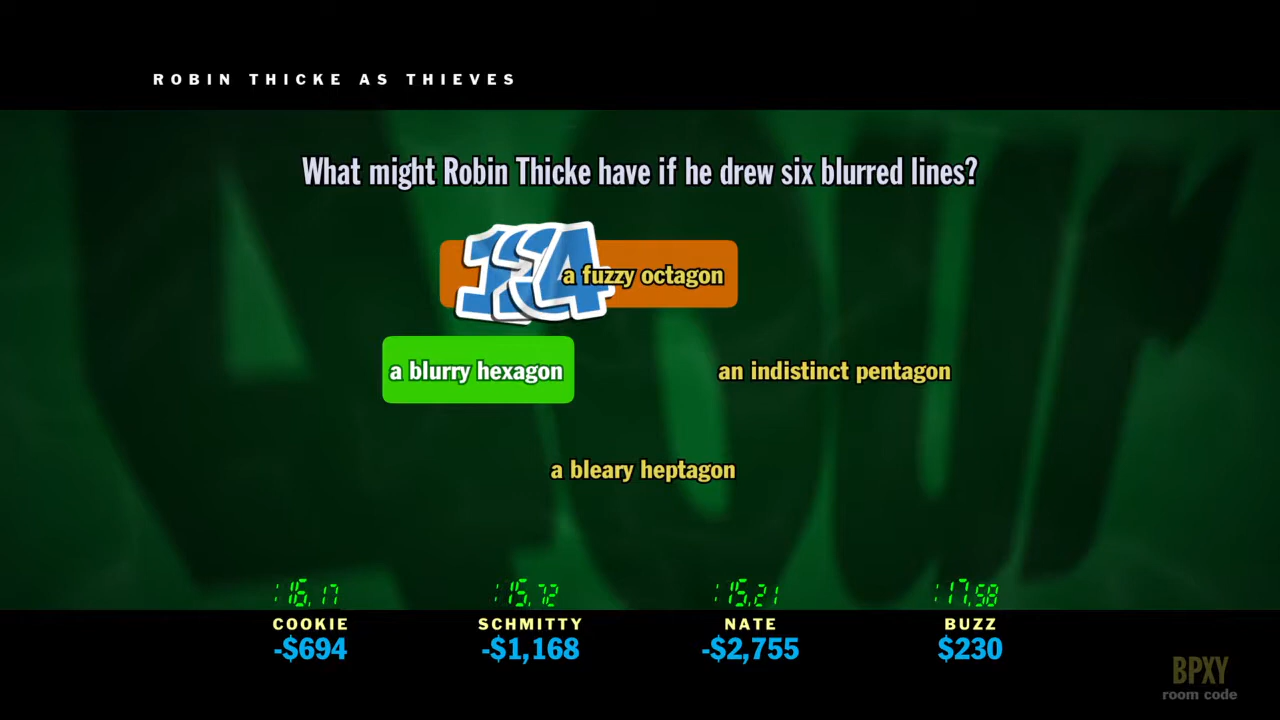 ROBIN THICKE AS THIEVES
What might Robin Thicke have if he drew six blurred lines?
a fuzzy octagon
a blurry hexagon
an indistinct pentagon
a bleary heptagon
:16.17 :15.72 :15.21 :17.58
COOKIE SCHMITTY NATE BUZZ
-$694 -$1,168 -$2,755 $230
BPXY
room code